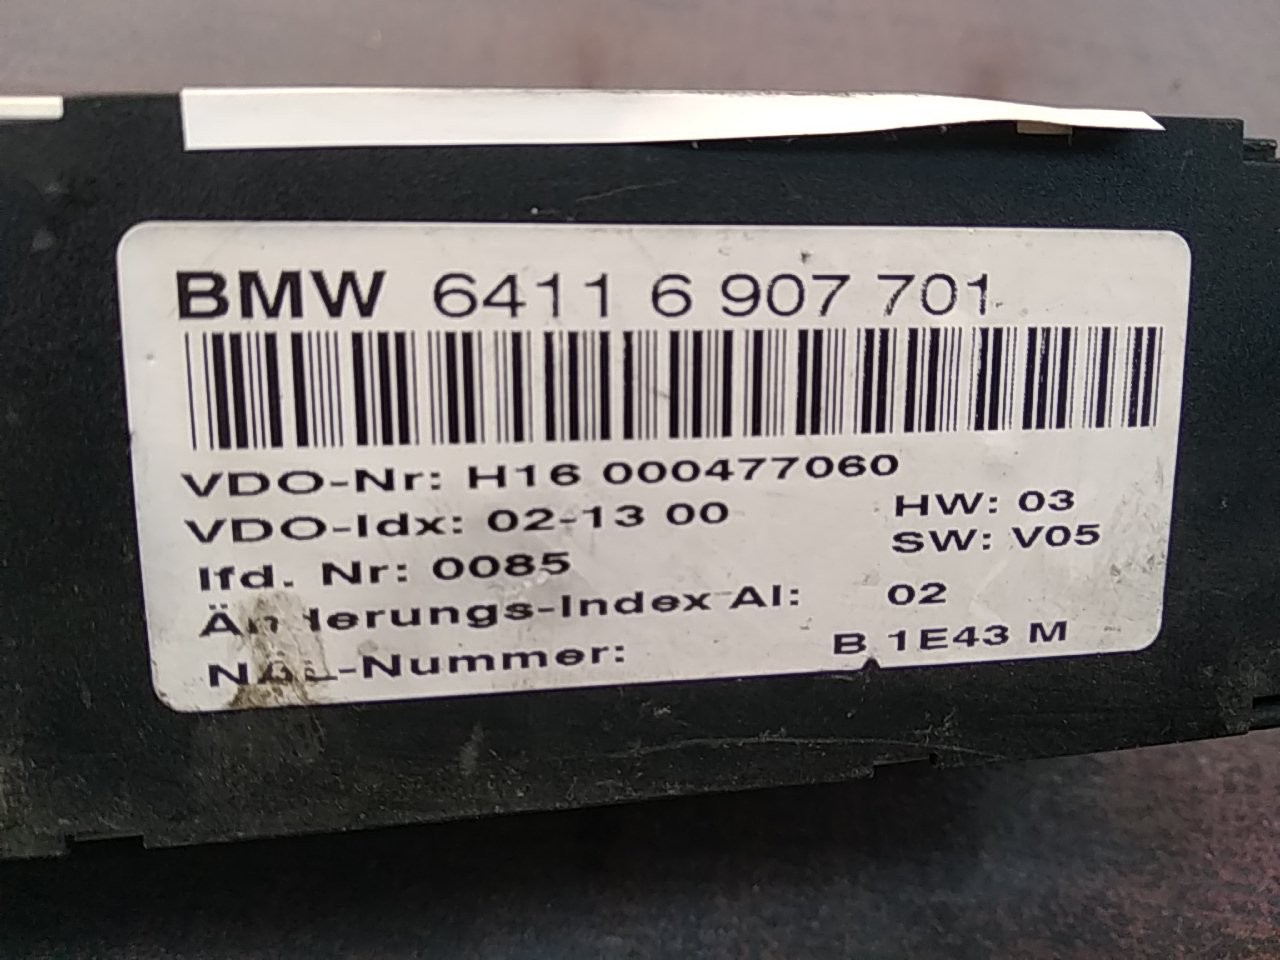 BMW 6411 6 907 701
VDO-Nr: H16 000477060
VDO-Idx: 02-13 00
HW: 03
lfd. Nr: 0085
SW: V05
Änderungs-Index AI: 02
B 1E43 M